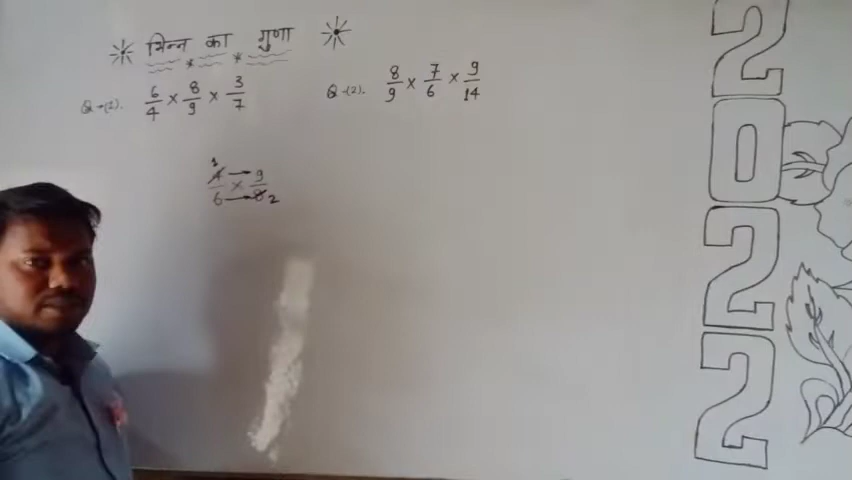 भिन्न का गुणा
Q→(1). 6/4 × 8/9 × 3/7
Q→(2). 8/9 × 7/6 × 9/14
1
4 → 9
×
6 → 8 2
2022